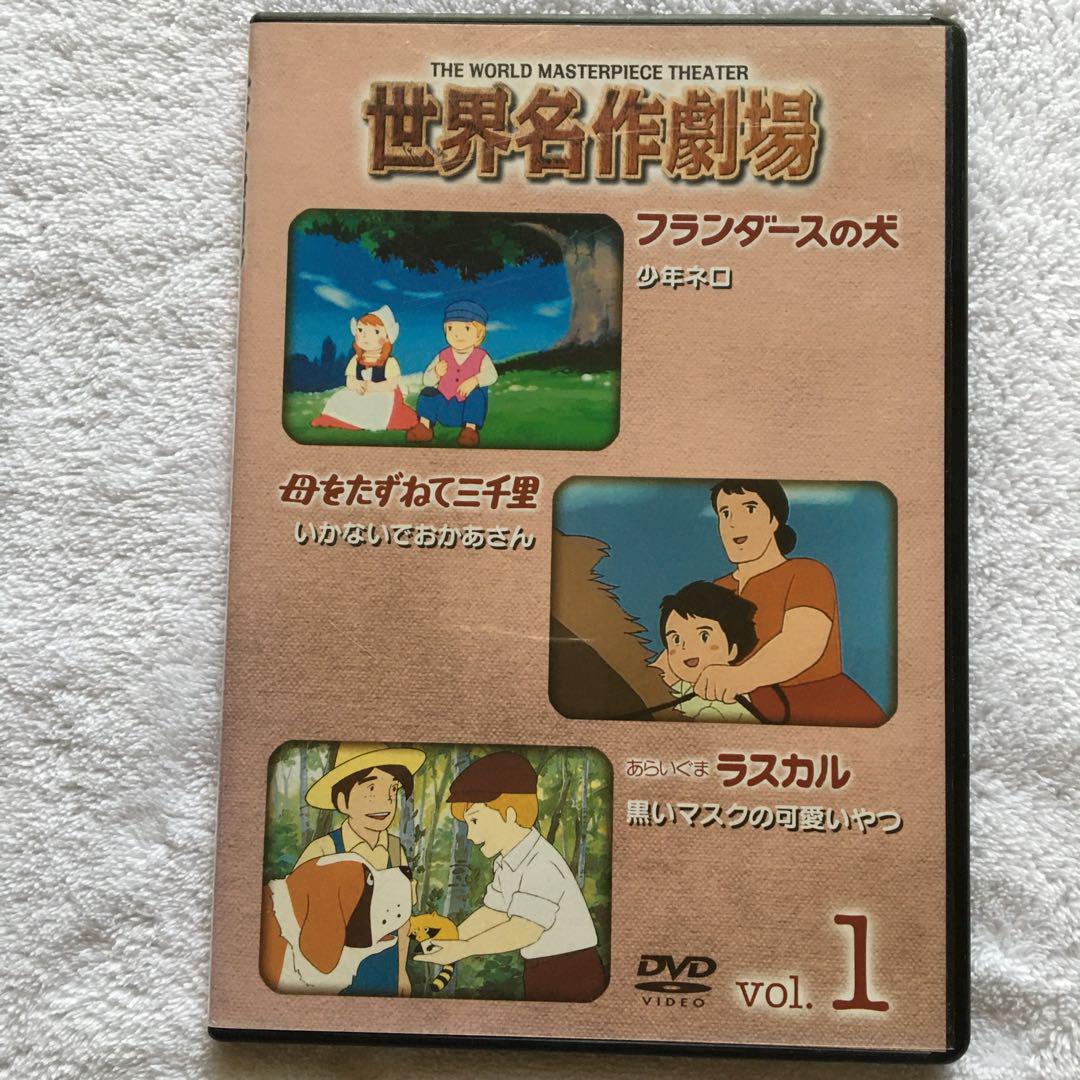 THE WORLD MASTERPIECE THEATER
世界名作劇場
フランダースの犬
少年ネロ
母をたずねて三千里
いかないでおかあさん
あらいぐま ラスカル
黒いマスクの可愛いやつ
DVD
VIDEO
vol. 1